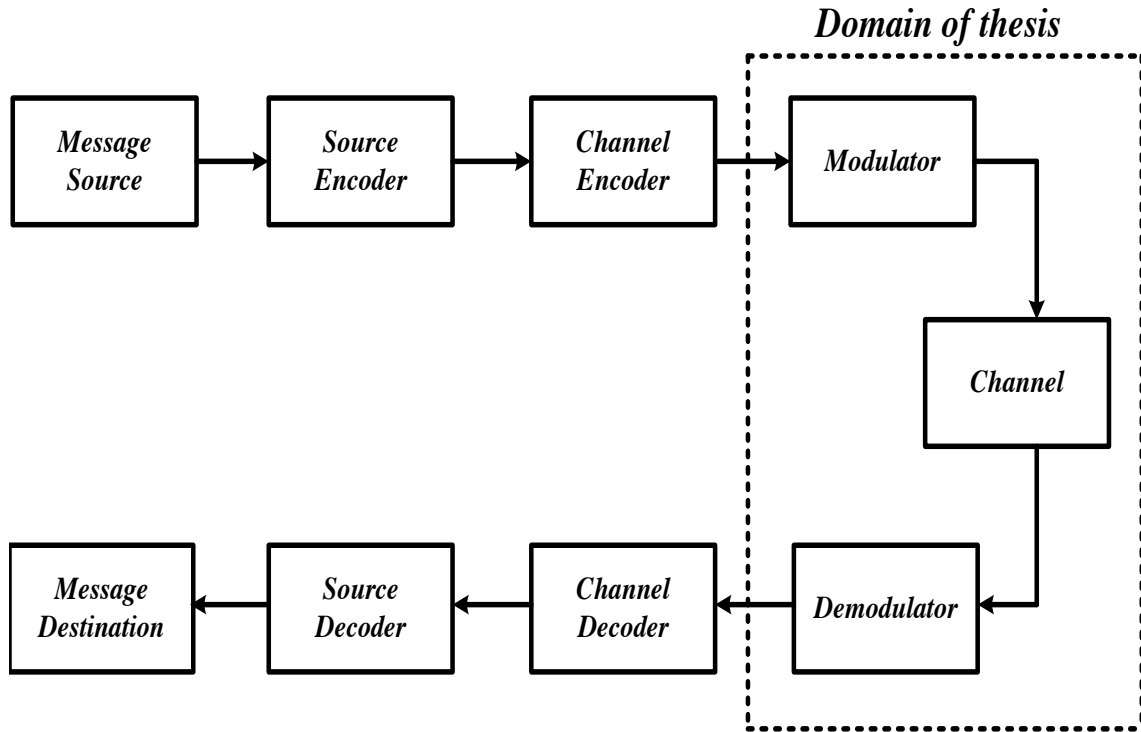 Domain of thesis
Message
Source
Source
Encoder
Channel
Encoder
Modulator
Channel
Message
Destination
Source
Decoder
Channel
Decoder
Demodulator